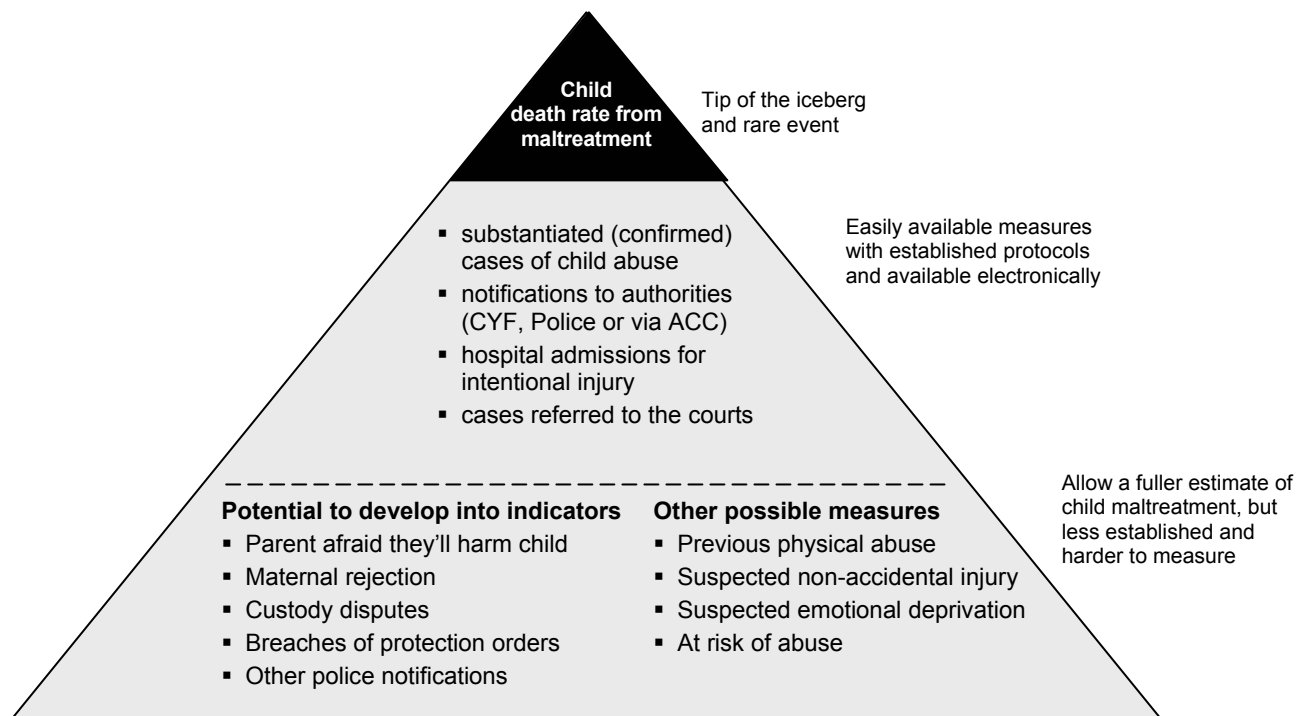 Child
death rate from
maltreatment
Tip of the iceberg
and rare event
▪ substantiated (confirmed)
cases of child abuse
▪ notifications to authorities
(CYF, Police or via ACC)
▪ hospital admissions for
intentional injury
▪ cases referred to the courts
Easily available measures
with established protocols
and available electronically
Potential to develop into indicators
▪ Parent afraid they’ll harm child
▪ Maternal rejection
▪ Custody disputes
▪ Breaches of protection orders
▪ Other police notifications
Other possible measures
▪ Previous physical abuse
▪ Suspected non-accidental injury
▪ Suspected emotional deprivation
▪ At risk of abuse
Allow a fuller estimate of
child maltreatment, but
less established and
harder to measure